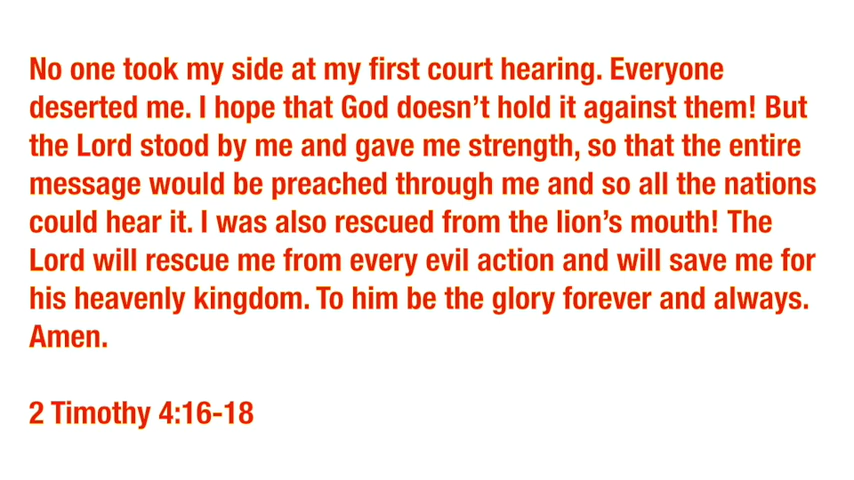 No one took my side at my first court hearing. Everyone
deserted me. I hope that God doesn’t hold it against them! But
the Lord stood by me and gave me strength, so that the entire
message would be preached through me and so all the nations
could hear it. I was also rescued from the lion’s mouth! The
Lord will rescue me from every evil action and will save me for
his heavenly kingdom. To him be the glory forever and always.
Amen.
2 Timothy 4:16-18